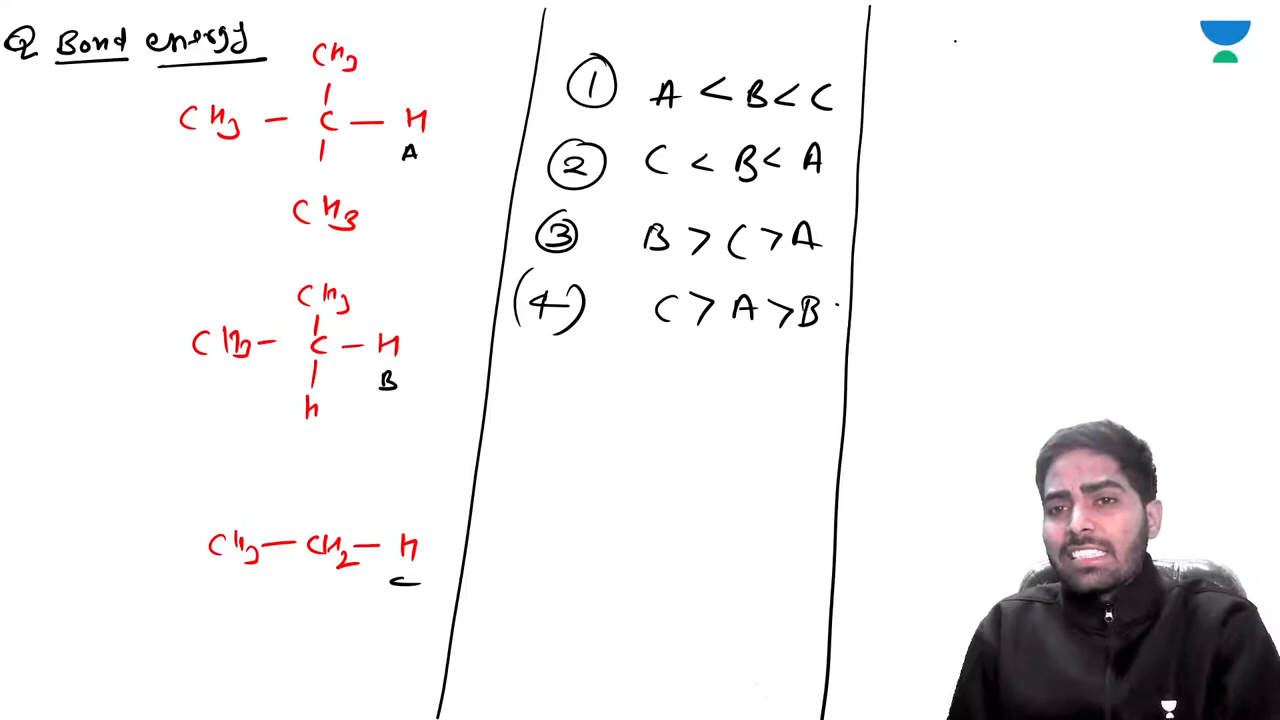 Q Bond energy
CH3
CH3 - C - H
A
CH3
CH3
CH3 - C - H
B
H
CH3 - CH2 - H
C
① A < B < C
② C < B < A
③ B > C > A
(4) C > A > B